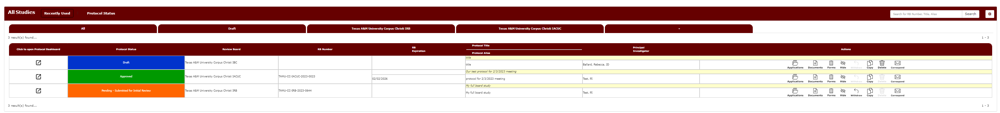 All Studies Recently Used Protocol Status Search for RB Number, Title, Alias Search
All Draft Texas A&M University Corpus Christi IRB Texas A&M University Corpus Christi IACUC
3 result(s) found...
1 - 3
Click to open Protocol Dashboard Protocol Status Review Board RB Number RB Expiration Protocol Title Protocol Alias Principal Investigator Actions
title
Draft Texas A&M University Corpus Christi IBC title Ballard, Rebecca, JD
Applications Documents Forms Hide Withdraw Copy Delete Correspond
Our test protocol for 2/3/2023 meeting
Approved Texas A&M University Corpus Christi IACUC TAMU-CC-IACUC-2023-0023 02/02/2026 protocol for 2/3/2023 meeting Test, PI
Applications Documents Forms Hide Withdraw Copy Delete Correspond
My full board study
Pending - Submitted for Initial Review Texas A&M University Corpus Christi IRB TAMU-CC-IRB-2023-0644 My full board study Test, PI
Applications Documents Forms Hide Withdraw Copy Delete Correspond
3 result(s) found...
1 - 3